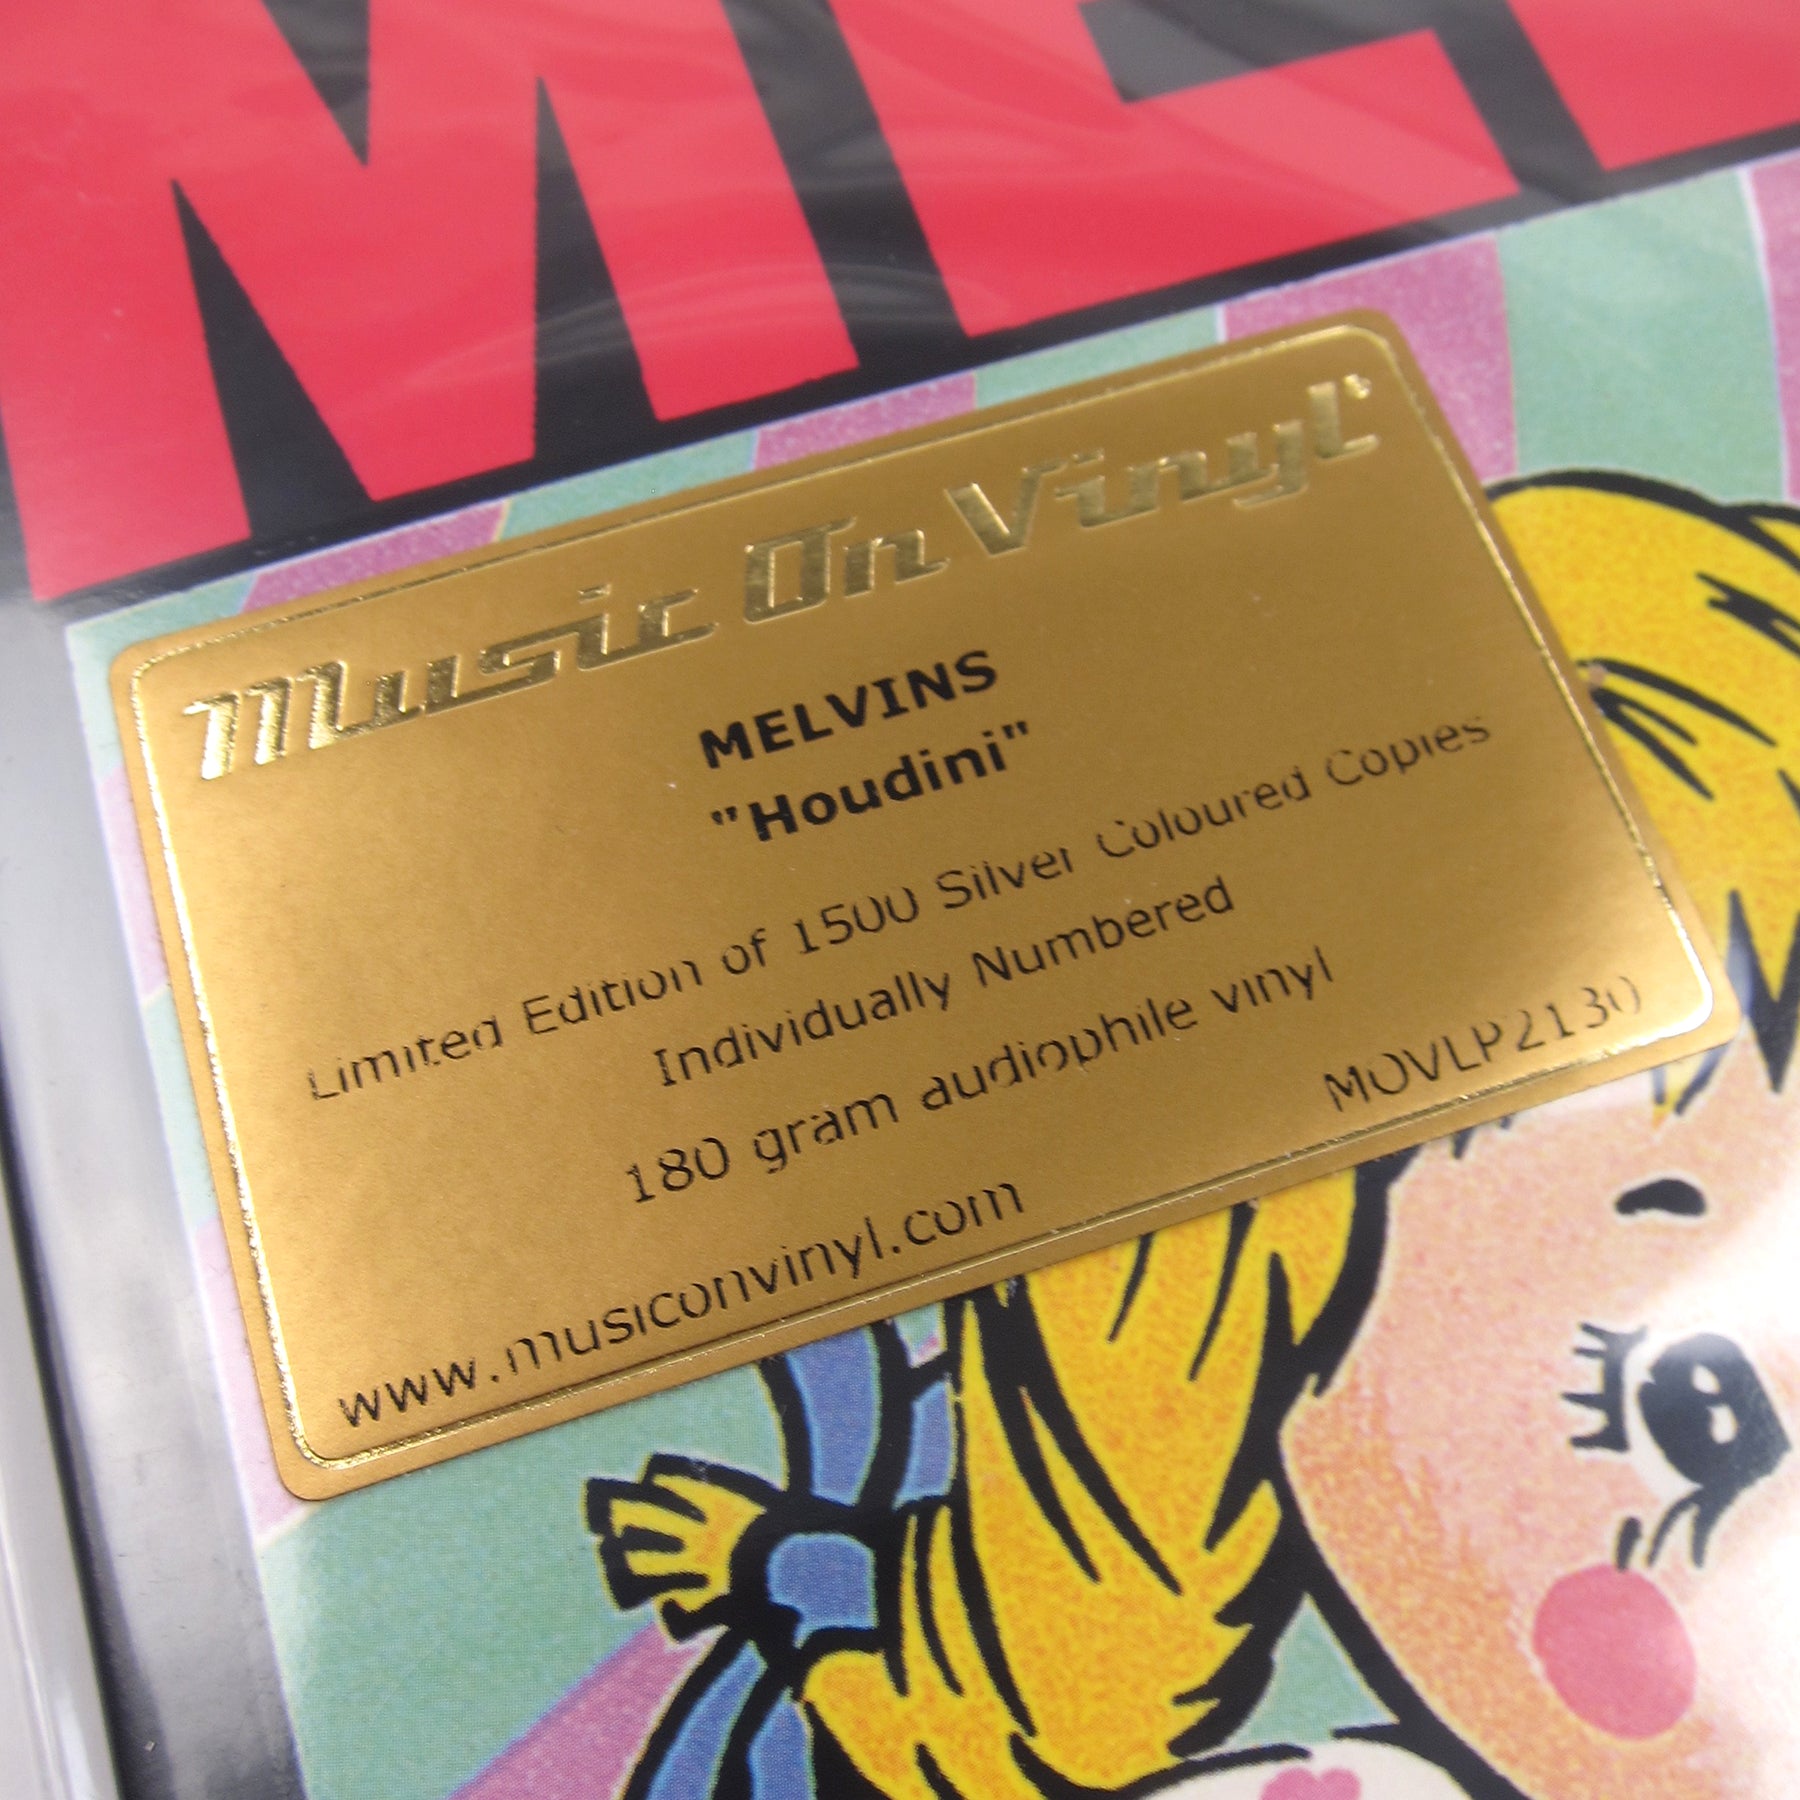 MEL
Music On Vinyl
MELVINS
"Houdini"
Limited Edition of 1500 Silver Coloured Copies
Individually Numbered
180 gram audiophile vinyl
MOVLP2130
www.musiconvinyl.com